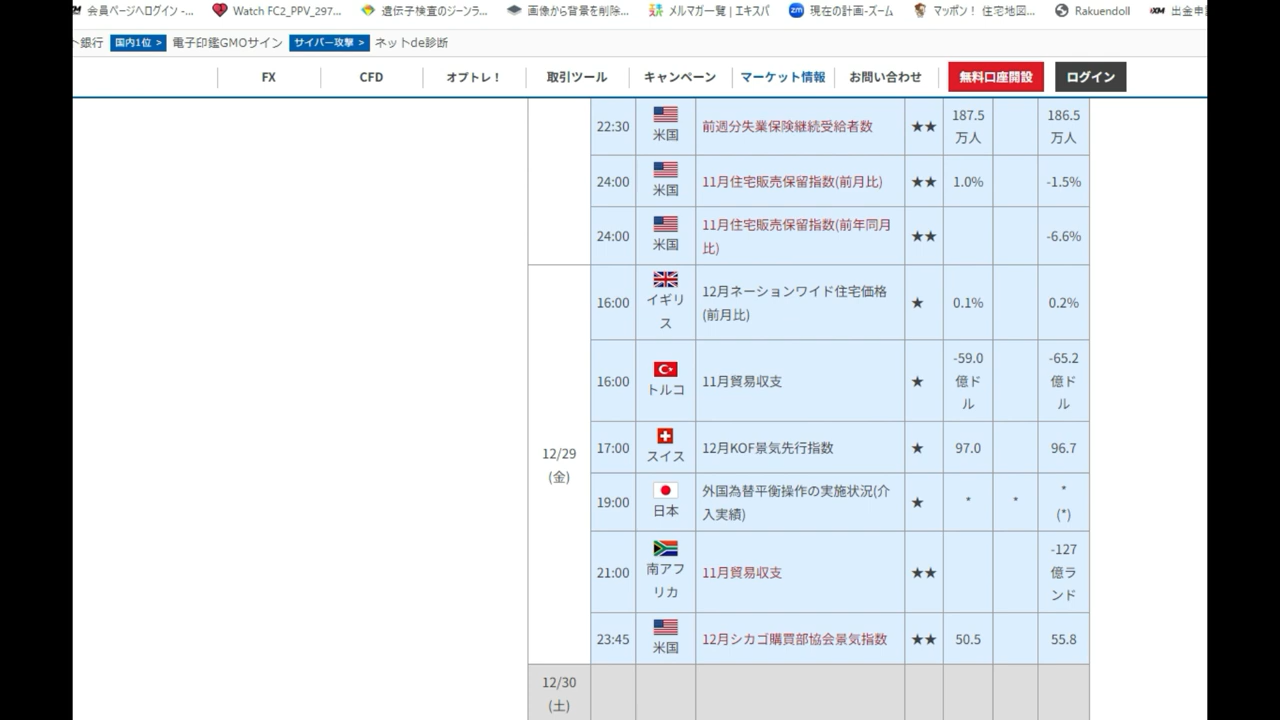 会員ページへログイン -...
Watch FC2_PPV_297...
遺伝子検査のジーンラ...
画像から背景を削除...
メルマガ一覧 | エキスパ
現在の計画-ズーム
マッポン！ 住宅地図...
Rakuendoll
出金申
ト銀行 国内1位 > 電子印鑑GMOサイン サイバー攻撃 > ネットde診断
FX CFD オプトレ！ 取引ツール キャンペーン マーケット情報 お問い合わせ 無料口座開設 ログイン
22:30 米国 前週分失業保険継続受給者数 ★★ 187.5万人 186.5万人
24:00 米国 11月住宅販売保留指数(前月比) ★★ 1.0% -1.5%
24:00 米国 11月住宅販売保留指数(前年同月比) ★★ -6.6%
12/29
(金)
16:00 イギリス 12月ネーションワイド住宅価格(前月比) ★ 0.1% 0.2%
16:00 トルコ 11月貿易収支 ★ -59.0億ドル -65.2億ドル
17:00 スイス 12月KOF景気先行指数 ★ 97.0 96.7
19:00 日本 外国為替平衡操作の実施状況(介入実績) ★ * * * (*)
21:00 南アフリカ 11月貿易収支 ★★ -127億ランド
23:45 米国 12月シカゴ購買部協会景気指数 ★★ 50.5 55.8
12/30
(土)